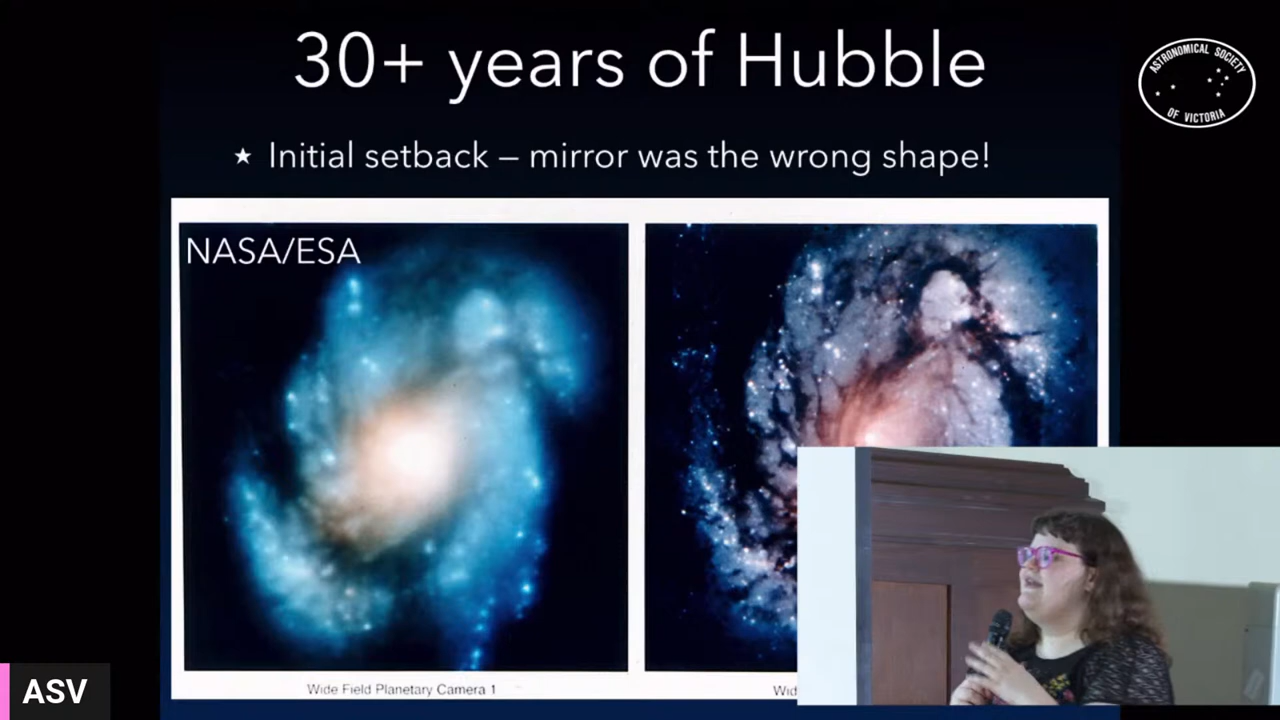 30+ years of Hubble
ASTRONOMICAL SOCIETY
OF VICTORIA
★ Initial setback – mirror was the wrong shape!
NASA/ESA
Wide Field Planetary Camera 1
Wid
ASV